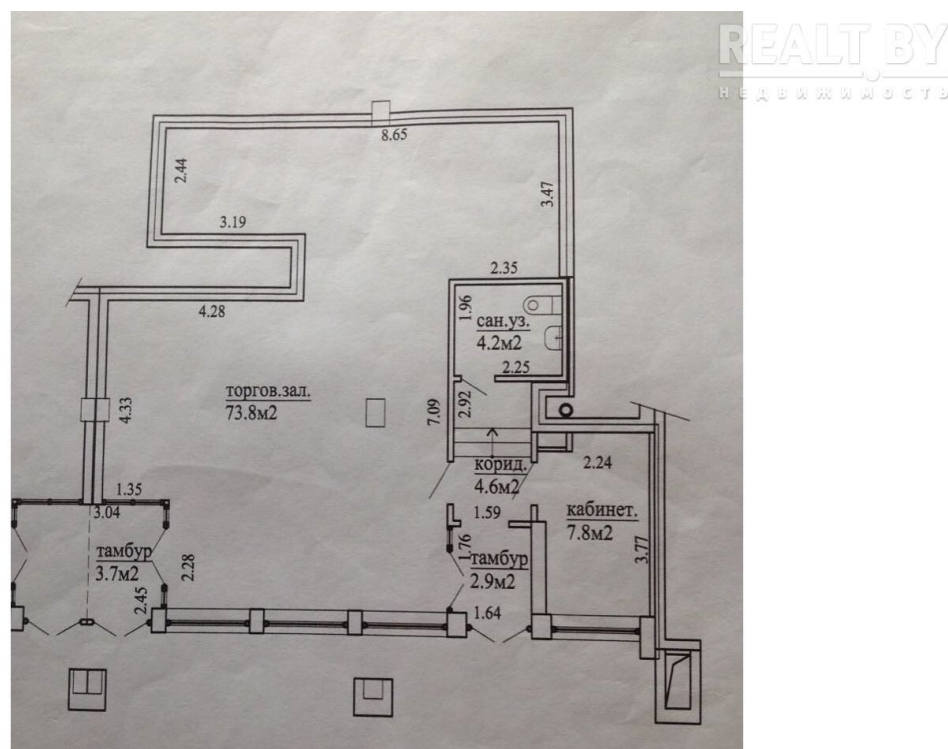 REALT.BY
НЕДВИЖИМОСТЬ
8.65
2.44
3.47
3.19
2.35
4.28
1.96
сан.уз.
4.2м2
2.25
торгов.зал.
73.8м2
4.33
7.09
2.92
корид.
4.6м2
2.24
1.35
3.04
1.59
кабинет.
7.8м2
тамбур
3.7м2
2.28
1.76
тамбур
2.9м2
3.77
2.45
1.64